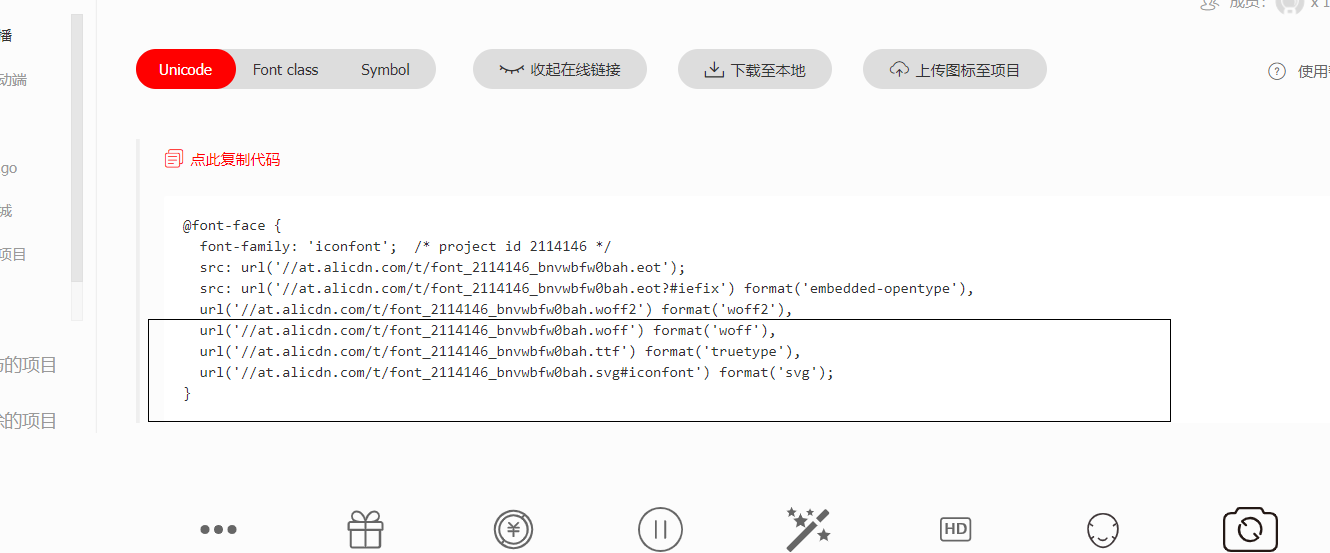 成员：
x 1
播
动端
go
城
项目
的项目
的项目
Unicode Font class Symbol 收起在线链接 下载至本地 上传图标至项目 ? 使用
点此复制代码
@font-face {
font-family: 'iconfont'; /* project id 2114146 */
src: url('//at.alicdn.com/t/font_2114146_bnvwbfw0bah.eot');
src: url('//at.alicdn.com/t/font_2114146_bnvwbfw0bah.eot?#iefix') format('embedded-opentype'),
url('//at.alicdn.com/t/font_2114146_bnvwbfw0bah.woff2') format('woff2'),
url('//at.alicdn.com/t/font_2114146_bnvwbfw0bah.woff') format('woff'),
url('//at.alicdn.com/t/font_2114146_bnvwbfw0bah.ttf') format('truetype'),
url('//at.alicdn.com/t/font_2114146_bnvwbfw0bah.svg#iconfont') format('svg');
}
¥
HD